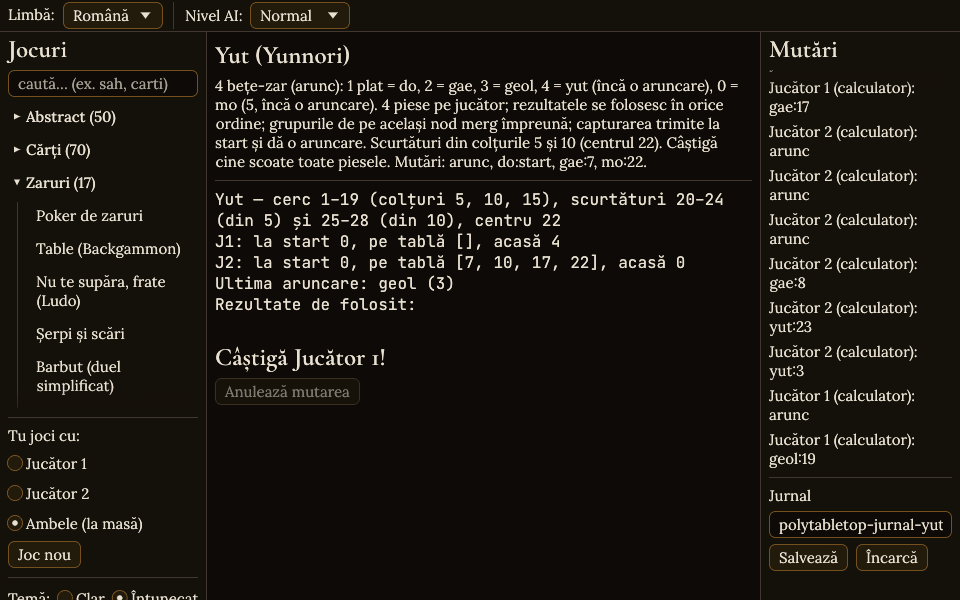 Limbă:
Română
Nivel AI:
Normal
Jocuri
caută... (ex. sah, carti)
Abstract (50)
Cărți (70)
Zaruri (17)
Poker de zaruri
Table (Backgammon)
Nu te supăra, frate
(Ludo)
Șerpi și scări
Barbut (duel
simplificat)
Tu joci cu:
Jucător 1
Jucător 2
Ambele (la masă)
Joc nou
Temă:
Clar
Întunecat
Yut (Yunnori)
4 bețe-zar (arunc): 1 plat = do, 2 = gae, 3 = geol, 4 = yut (încă o aruncare), 0 =
mo (5, încă o aruncare). 4 piese pe jucător; rezultatele se folosesc în orice
ordine; grupurile de pe același nod merg împreună; capturarea trimite la
start și dă o aruncare. Scurtături din colțurile 5 și 10 (centrul 22). Câștigă
cine scoate toate piesele. Mutări: arunc, do:start, gae:7, mo:22.
Yut — cerc 1–19 (colțuri 5, 10, 15), scurtături 20–24
(din 5) și 25–28 (din 10), centru 22
J1: la start 0, pe tablă [], acasă 4
J2: la start 0, pe tablă [7, 10, 17, 22], acasă 0
Ultima aruncare: geol (3)
Rezultate de folosit:
Câștigă Jucător 1!
Anulează mutarea
Mutări
Jucător 1 (calculator):
gae:17
Jucător 2 (calculator):
arunc
Jucător 2 (calculator):
arunc
Jucător 2 (calculator):
arunc
Jucător 2 (calculator):
gae:8
Jucător 2 (calculator):
yut:23
Jucător 2 (calculator):
yut:3
Jucător 1 (calculator):
arunc
Jucător 1 (calculator):
geol:19
Jurnal
polytabletop-jurnal-yut
Salvează
Încarcă